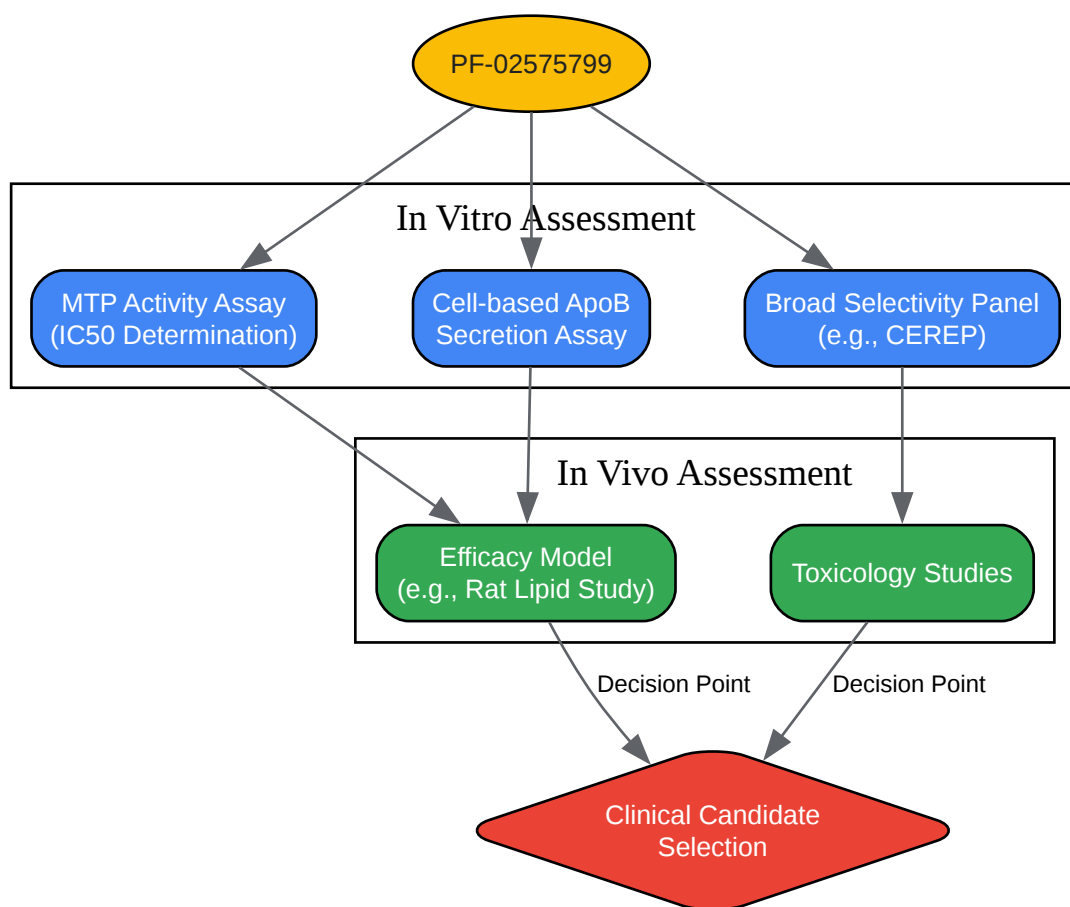 PF-02575799
In Vitro Assessment
MTP Activity Assay
(IC50 Determination)
Cell-based ApoB
Secretion Assay
Broad Selectivity Panel
(e.g., CEREP)
In Vivo Assessment
Efficacy Model
(e.g., Rat Lipid Study)
Toxicology Studies
Decision Point
Decision Point
Clinical Candidate
Selection